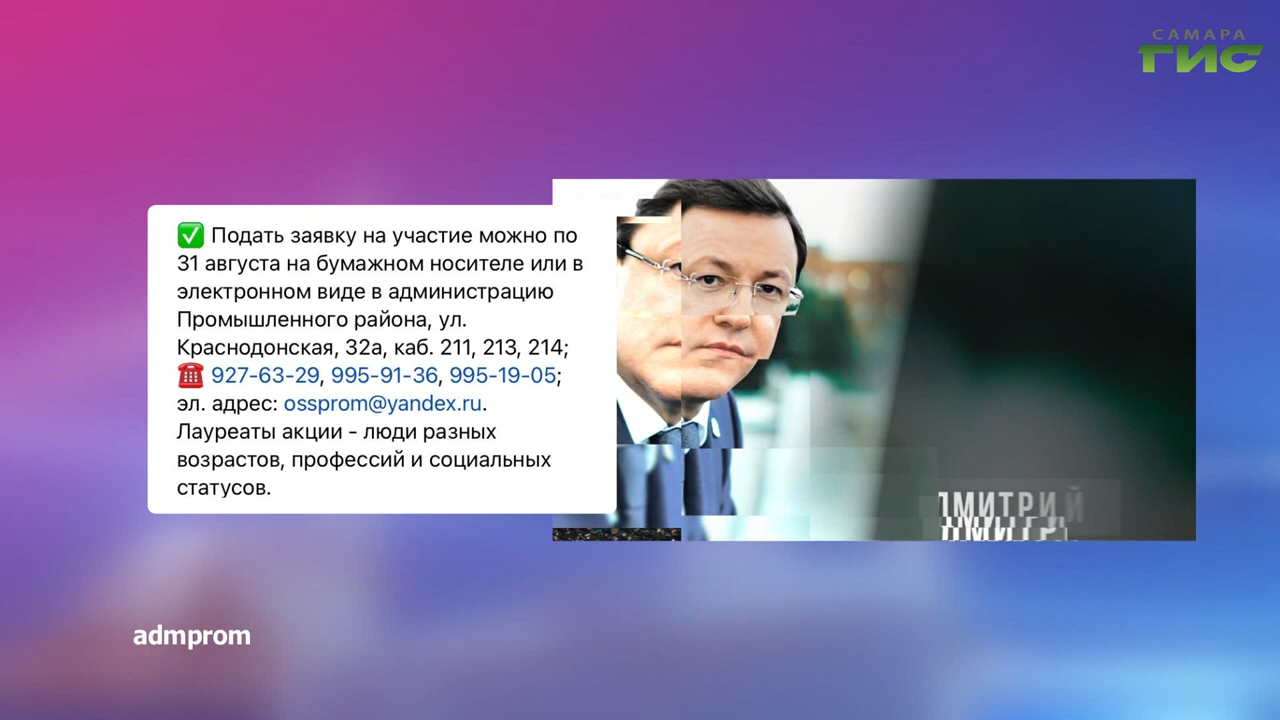 САМАРА
ГИС
✅ Подать заявку на участие можно по
31 августа на бумажном носителе или в
электронном виде в администрацию
Промышленного района, ул.
Краснодонская, 32а, каб. 211, 213, 214;
☎️ 927-63-29, 995-91-36, 995-19-05;
эл. адрес: ossprom@yandex.ru.
Лауреаты акции - люди разных
возрастов, профессий и социальных
статусов.
ДМИТРИЙ
admprom